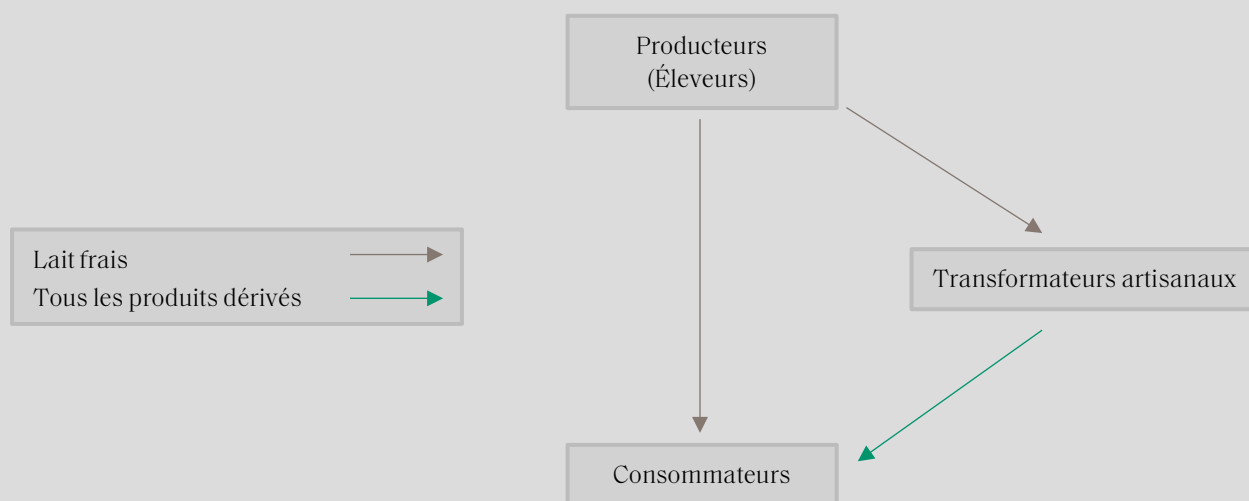 Producteurs
(Éleveurs)
Lait frais
Tous les produits dérivés
Transformateurs artisanaux
Consommateurs